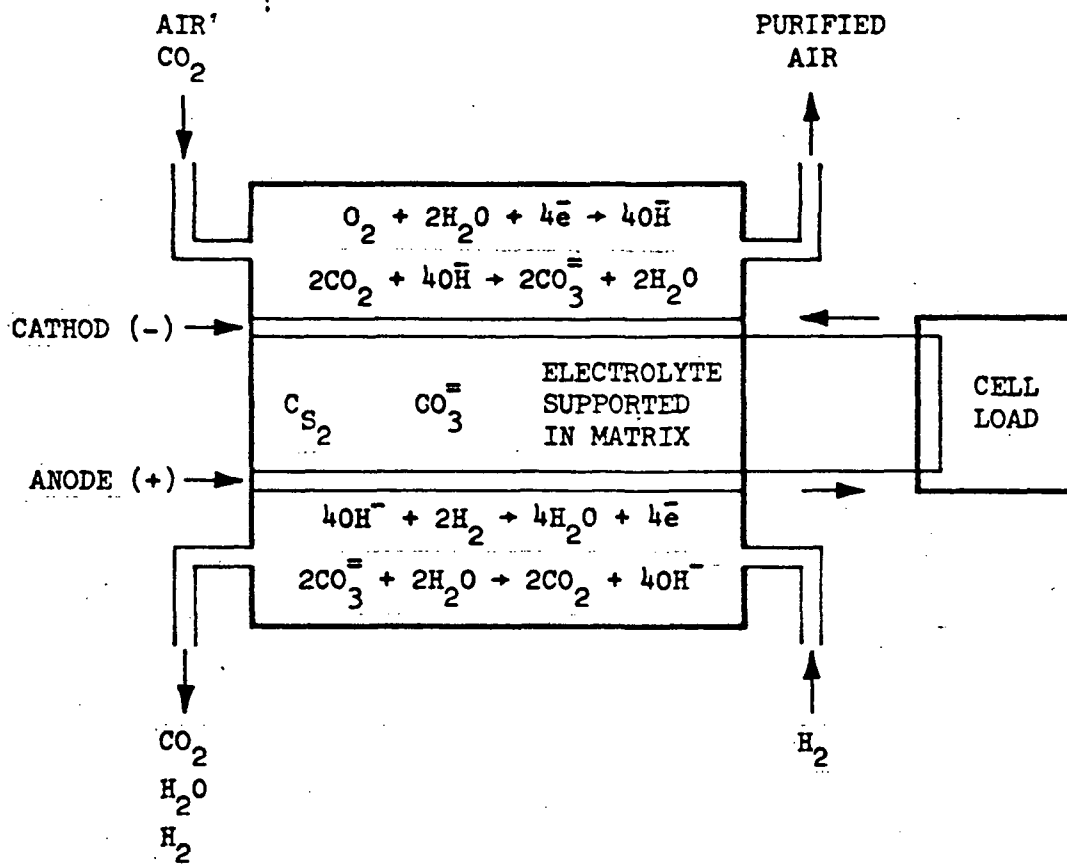 AIR'
CO₂
PURIFIED
AIR
O₂ + 2H₂O + 4e̅ → 4OH̅
2CO₂ + 4OH̅ → 2CO₃⁼ + 2H₂O
CATHOD (-)
C_S₂
CO₃⁼
ELECTROLYTE
SUPPORTED
IN MATRIX
CELL
LOAD
ANODE (+)
4OH⁻ + 2H₂ → 4H₂O + 4e̅
2CO₃⁼ + 2H₂O → 2CO₂ + 4OH⁻
CO₂
H₂O
H₂
H₂